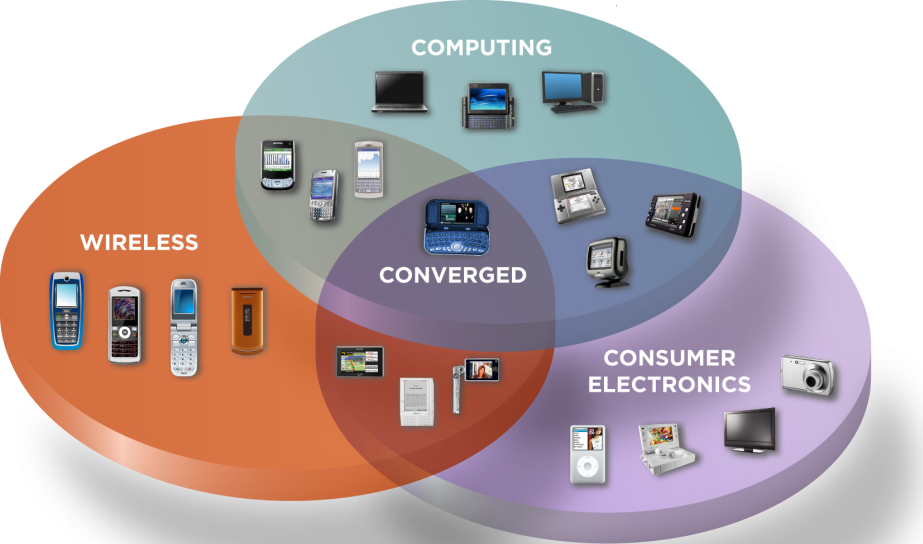 COMPUTING
WIRELESS
CONVERGED
CONSUMER
ELECTRONICS